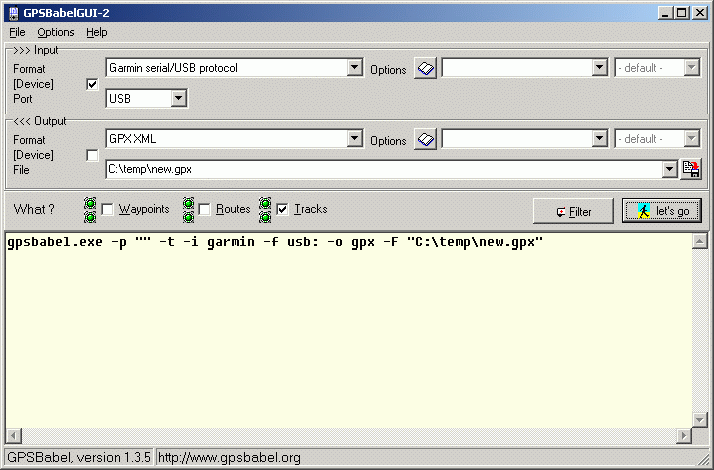 GPSBabelGUI-2
File Options Help
>>> Input
Format Garmin serial/USB protocol Options - default -
[Device]
Port USB
<<< Output
Format GPX XML Options - default -
[Device]
File C:\temp\new.gpx
What ? Waypoints Routes Tracks Filter let's go
gpsbabel.exe -p "" -t -i garmin -f usb: -o gpx -F "C:\temp\new.gpx"
GPSBabel, version 1.3.5 http://www.gpsbabel.org